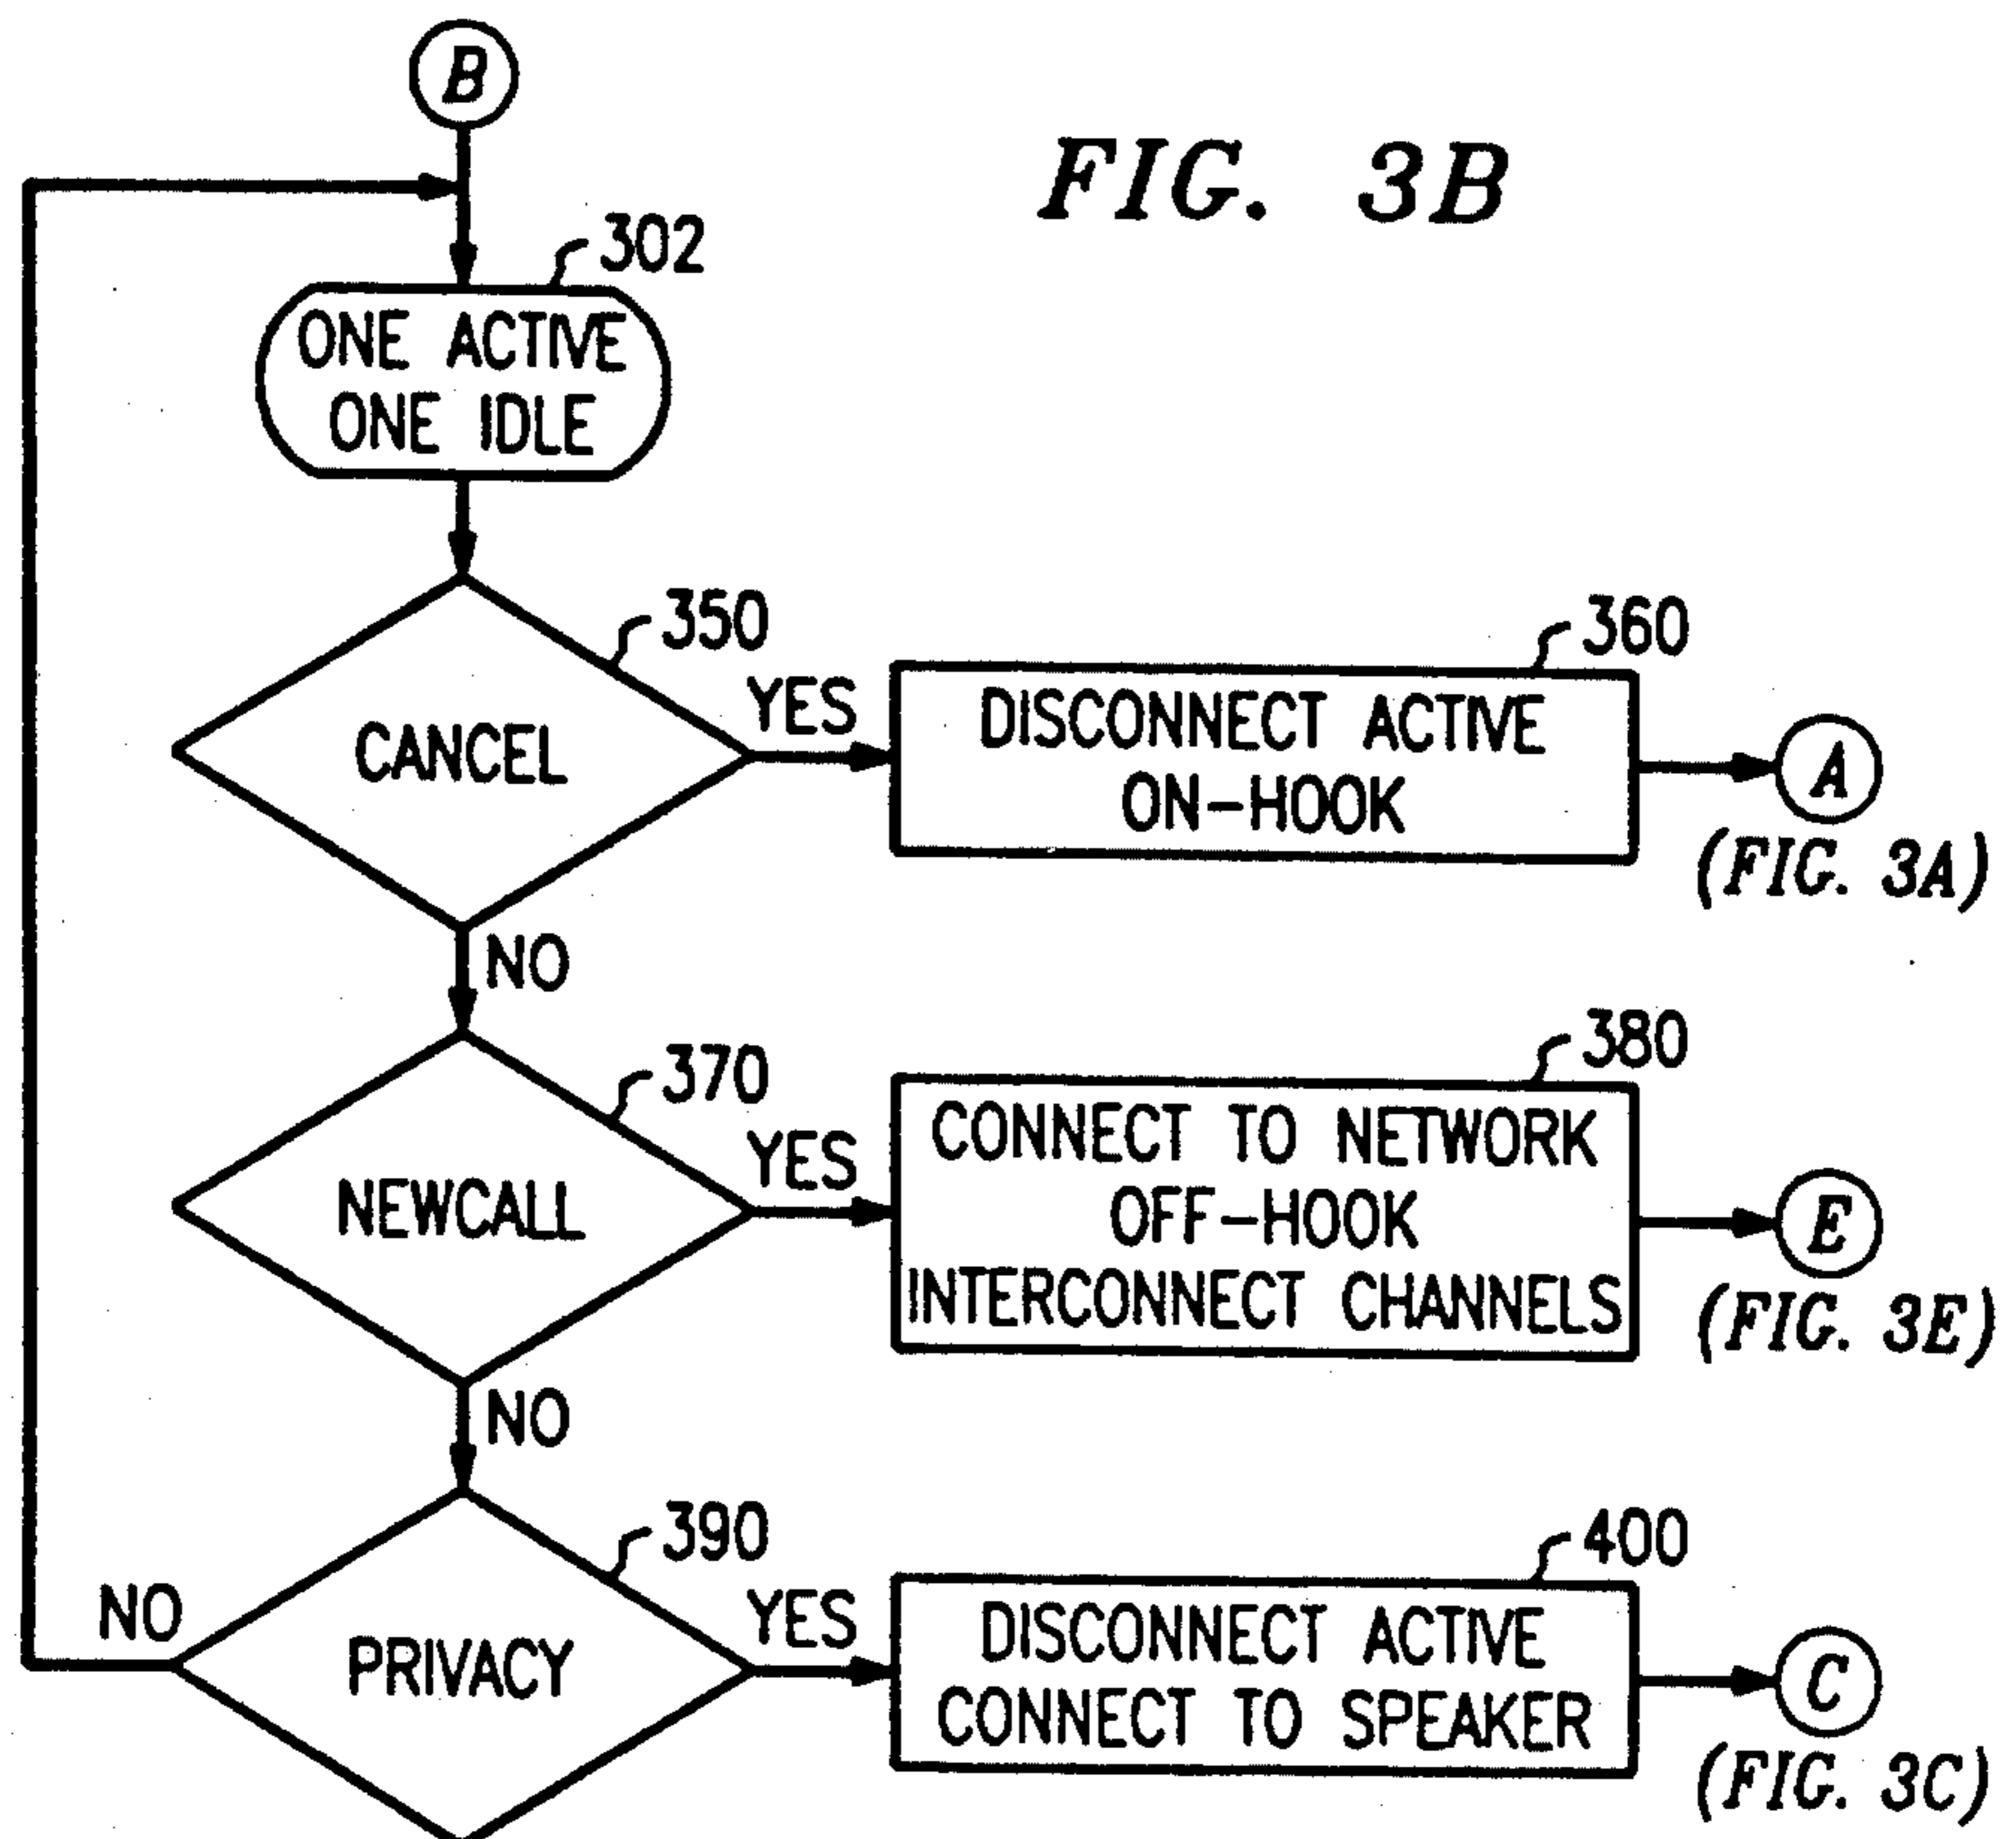 B
FIG. 3B
302
ONE ACTIVE
ONE IDLE
350
CANCEL
YES
360
DISCONNECT ACTIVE
ON-HOOK
A
(FIG. 3A)
NO
370
NEWCALL
YES
380
CONNECT TO NETWORK
OFF-HOOK
INTERCONNECT CHANNELS
E
(FIG. 3E)
NO
390
PRIVACY
NO
YES
400
DISCONNECT ACTIVE
CONNECT TO SPEAKER
C
(FIG. 3C)